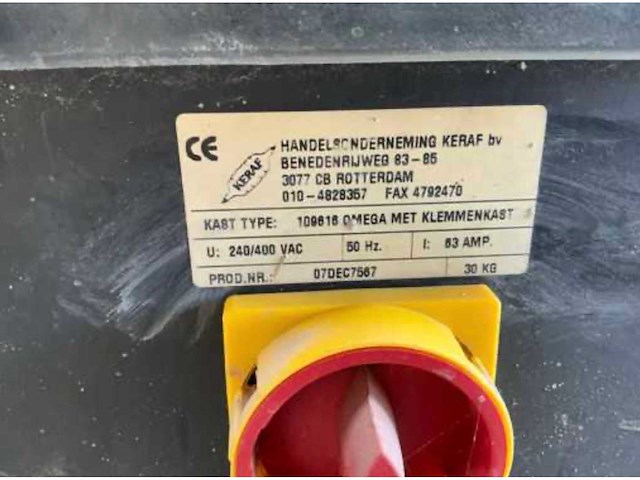 CE KERAF HANDELSONDERNEMING KERAF bv
BENEDENRIJWEG 83-85
3077 CB ROTTERDAM
010-4828357 FAX 4792470
KAST TYPE: 109616 OMEGA MET KLEMMENKAST
U: 240/400 VAC 50 Hz. I: 63 AMP.
PROD.NR.: 07DEC7567 30 KG